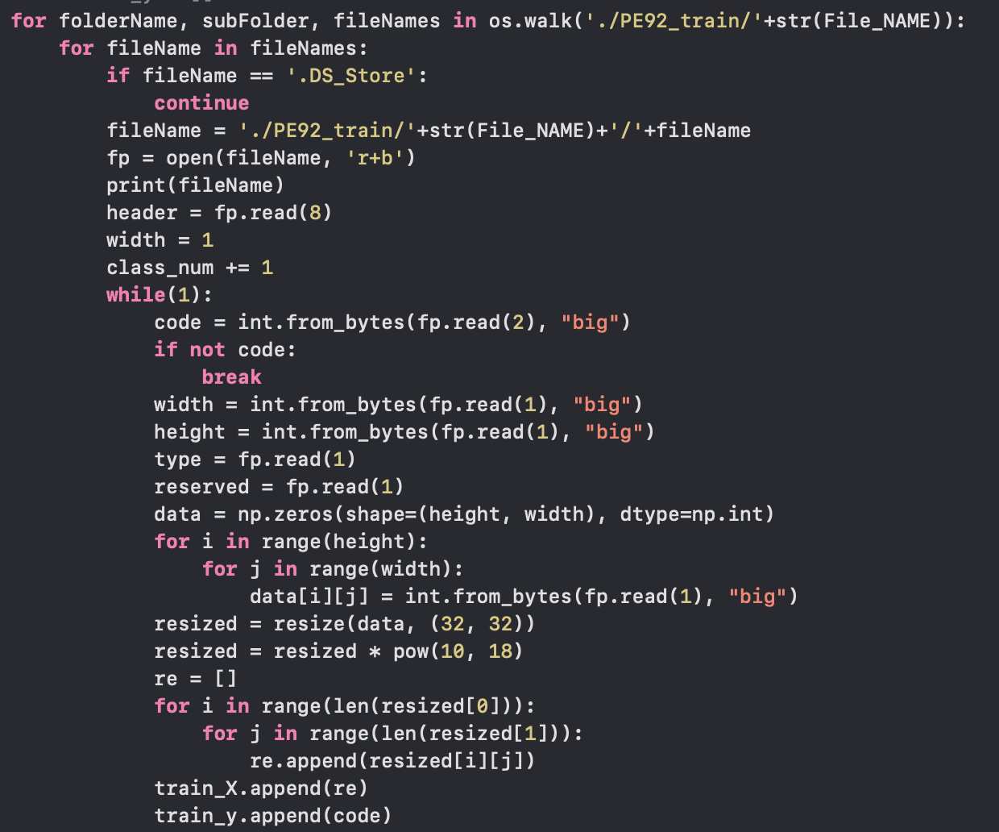 for folderName, subFolder, fileNames in os.walk('./PE92_train/'+str(File_NAME)):
    for fileName in fileNames:
        if fileName == '.DS_Store':
            continue
        fileName = './PE92_train/'+str(File_NAME)+'/'+fileName
        fp = open(fileName, 'r+b')
        print(fileName)
        header = fp.read(8)
        width = 1
        class_num += 1
        while(1):
            code = int.from_bytes(fp.read(2), "big")
            if not code:
                break
            width = int.from_bytes(fp.read(1), "big")
            height = int.from_bytes(fp.read(1), "big")
            type = fp.read(1)
            reserved = fp.read(1)
            data = np.zeros(shape=(height, width), dtype=np.int)
            for i in range(height):
                for j in range(width):
                    data[i][j] = int.from_bytes(fp.read(1), "big")
            resized = resize(data, (32, 32))
            resized = resized * pow(10, 18)
            re = []
            for i in range(len(resized[0])):
                for j in range(len(resized[1])):
                    re.append(resized[i][j])
            train_X.append(re)
            train_y.append(code)